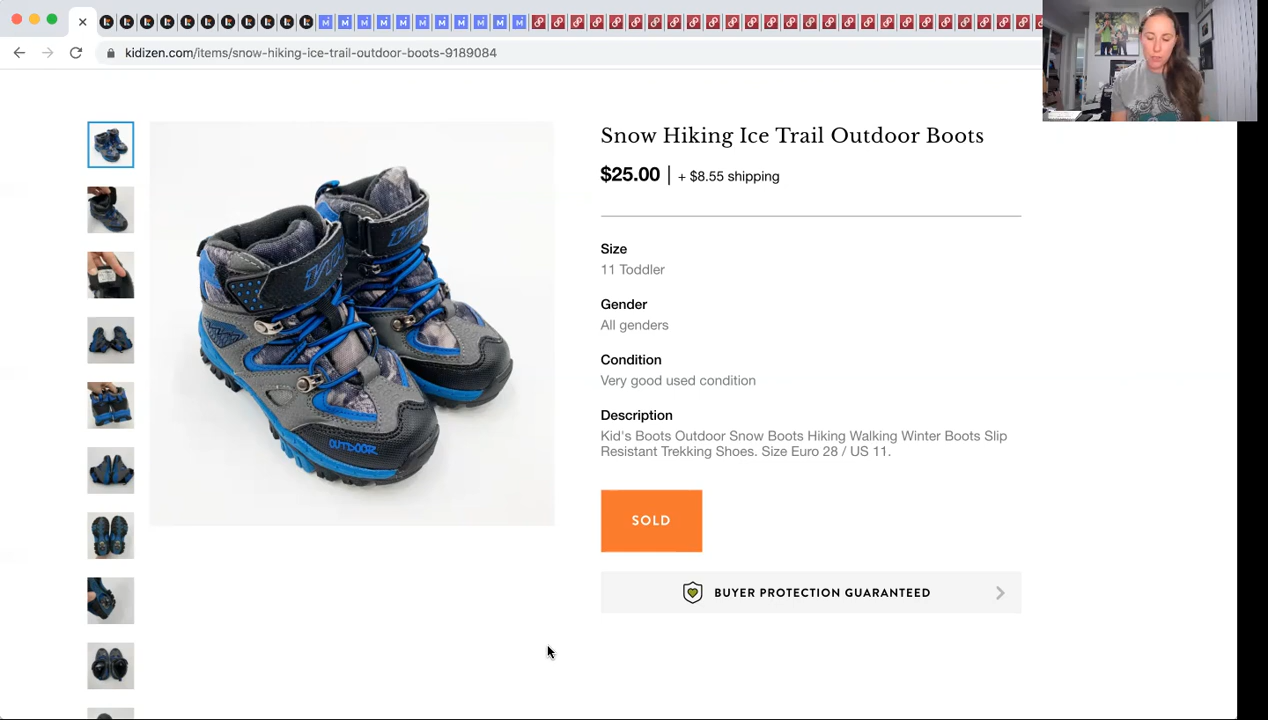 kidizen.com/items/snow-hiking-ice-trail-outdoor-boots-9189084
Snow Hiking Ice Trail Outdoor Boots
$25.00 | + $8.55 shipping
Size
11 Toddler
Gender
All genders
Condition
Very good used condition
Description
Kid's Boots Outdoor Snow Boots Hiking Walking Winter Boots Slip
Resistant Trekking Shoes. Size Euro 28 / US 11.
SOLD
BUYER PROTECTION GUARANTEED
OUTDOOR